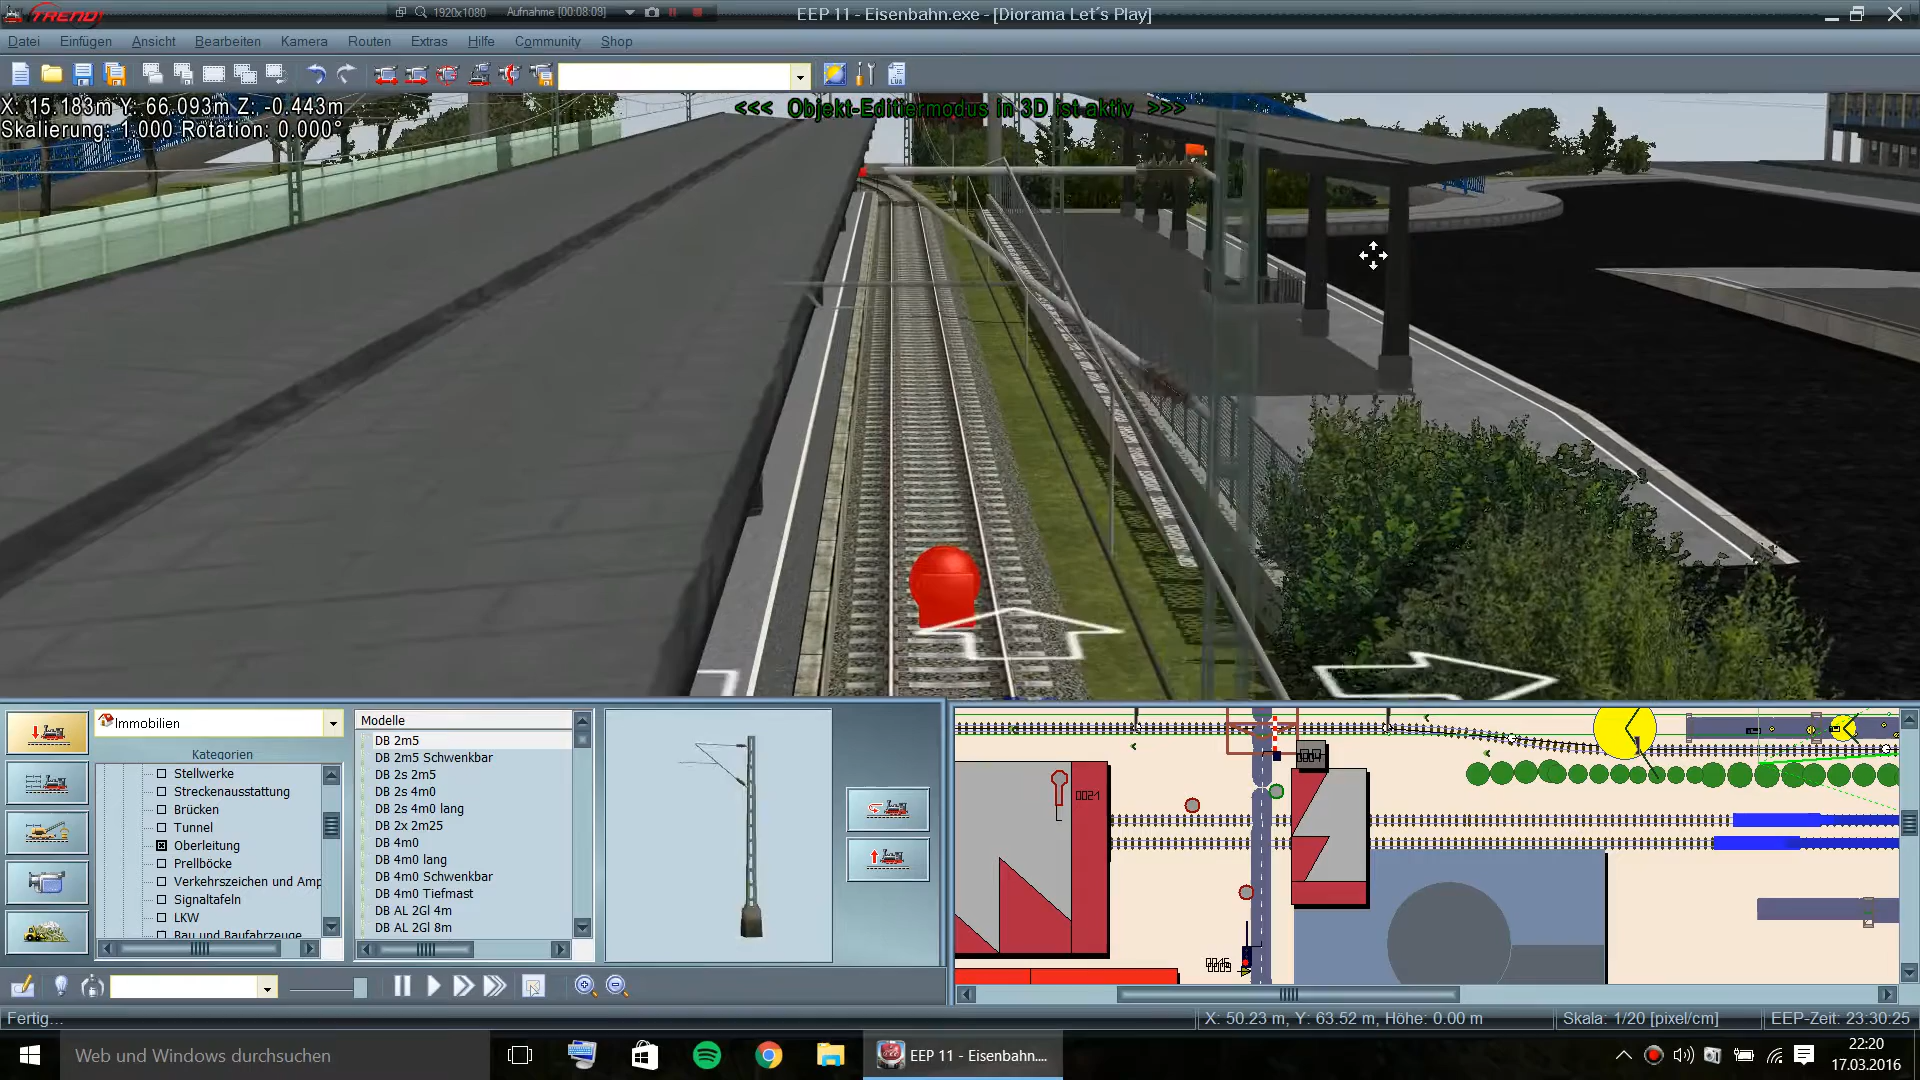 TREND
1920x1080
Aufnahme (00:08:09)
EEP 11 - Eisenbahn.exe - [Diorama Let´s Play]
Datei
Einfügen
Ansicht
Bearbeiten
Kamera
Routen
Extras
Hilfe
Community
Shop
LUA
X: 15.183m Y: 66.093m Z: -0.443m
Skalierung: 1.000 Rotation: 0.000°
<<< Objekt-Editiermodus in 3D ist aktiv >>>
Immobilien
Kategorien
Stellwerke
Streckenausstattung
Brücken
Tunnel
Oberleitung
Prellböcke
Verkehrszeichen und Amp
Signaltafeln
LKW
Bau und Baufahrzeuge
Modelle
DB 2m5
DB 2m5 Schwenkbar
DB 2s 2m5
DB 2s 4m0
DB 2s 4m0 lang
DB 2x 2m25
DB 4m0
DB 4m0 lang
DB 4m0 Schwenkbar
DB 4m0 Tiefmast
DB AL 2Gl 4m
DB AL 2Gl 8m
0021
Fertig...
X: 50.23 m, Y: 63.52 m, Höhe: 0.00 m
Skala: 1/20 [pixel/cm]
EEP-Zeit: 23:30:25
Web und Windows durchsuchen
EEP 11 - Eisenbahn....
22:20
17.03.2016